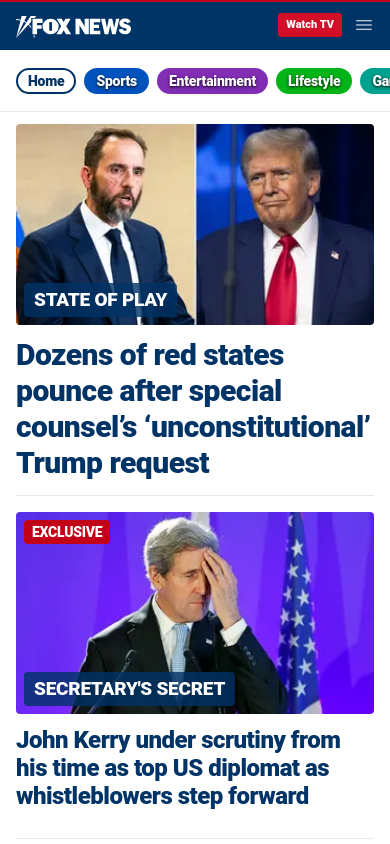 FOX NEWS
Watch TV
Home
Sports
Entertainment
Lifestyle
STATE OF PLAY
Dozens of red states
pounce after special
counsel’s ‘unconstitutional’
Trump request
EXCLUSIVE
SECRETARY'S SECRET
John Kerry under scrutiny from
his time as top US diplomat as
whistleblowers step forward